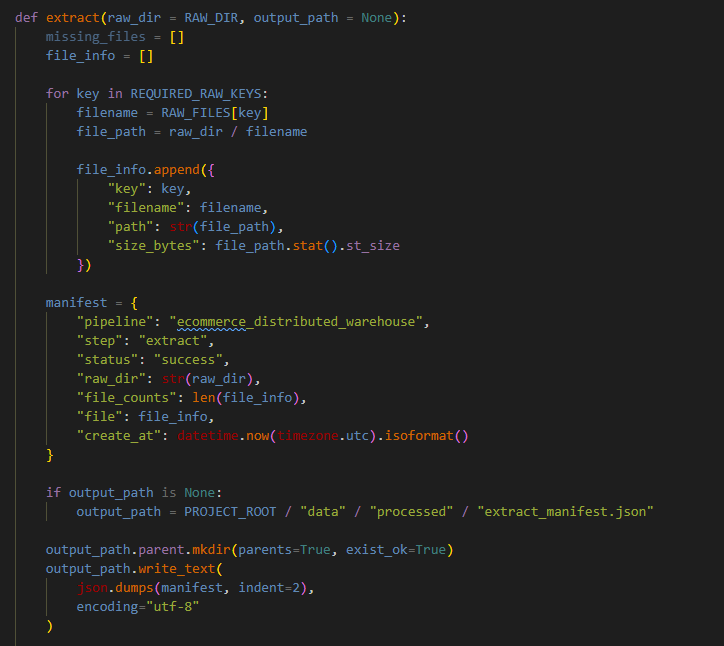 def extract(raw_dir = RAW_DIR, output_path = None):
    missing_files = []
    file_info = []

    for key in REQUIRED_RAW_KEYS:
        filename = RAW_FILES[key]
        file_path = raw_dir / filename

        file_info.append({
            "key": key,
            "filename": filename,
            "path": str(file_path),
            "size_bytes": file_path.stat().st_size
        })

    manifest = {
        "pipeline": "ecommerce_distributed_warehouse",
        "step": "extract",
        "status": "success",
        "raw_dir": str(raw_dir),
        "file_counts": len(file_info),
        "file": file_info,
        "create_at": datetime.now(timezone.utc).isoformat()
    }

    if output_path is None:
        output_path = PROJECT_ROOT / "data" / "processed" / "extract_manifest.json"

    output_path.parent.mkdir(parents=True, exist_ok=True)
    output_path.write_text(
        json.dumps(manifest, indent=2),
        encoding="utf-8"
    )